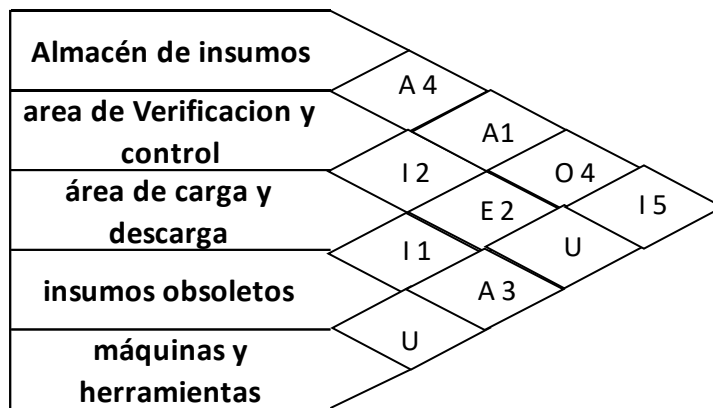 Almacén de insumos
A 4
area de Verificacion y
control
A1
I 2
O 4
área de carga y
descarga
E 2
I 5
I 1
U
insumos obsoletos
A 3
U
máquinas y
herramientas